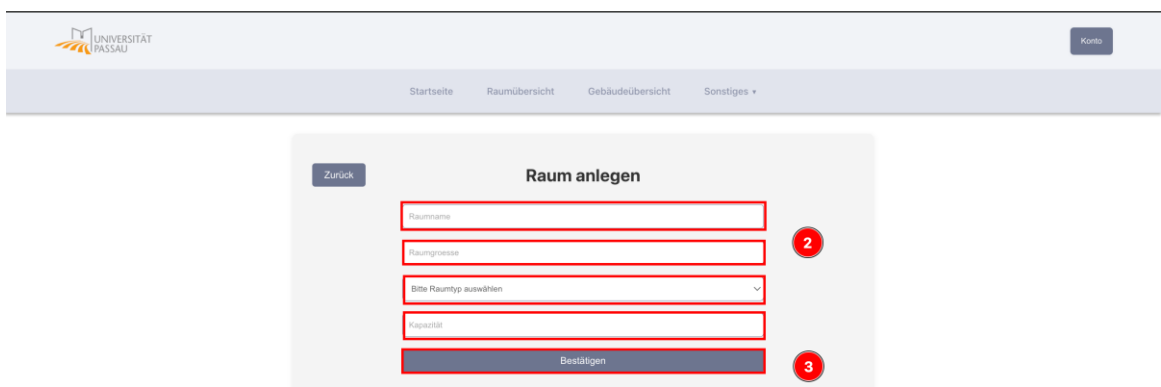 UNIVERSITÄT
PASSAU
Konto
Startseite Raumübersicht Gebäudeübersicht Sonstiges ▾
Zurück
Raum anlegen
Raumname
2
Raumgroesse
Bitte Raumtyp auswählen
Kapazität
Bestätigen
3